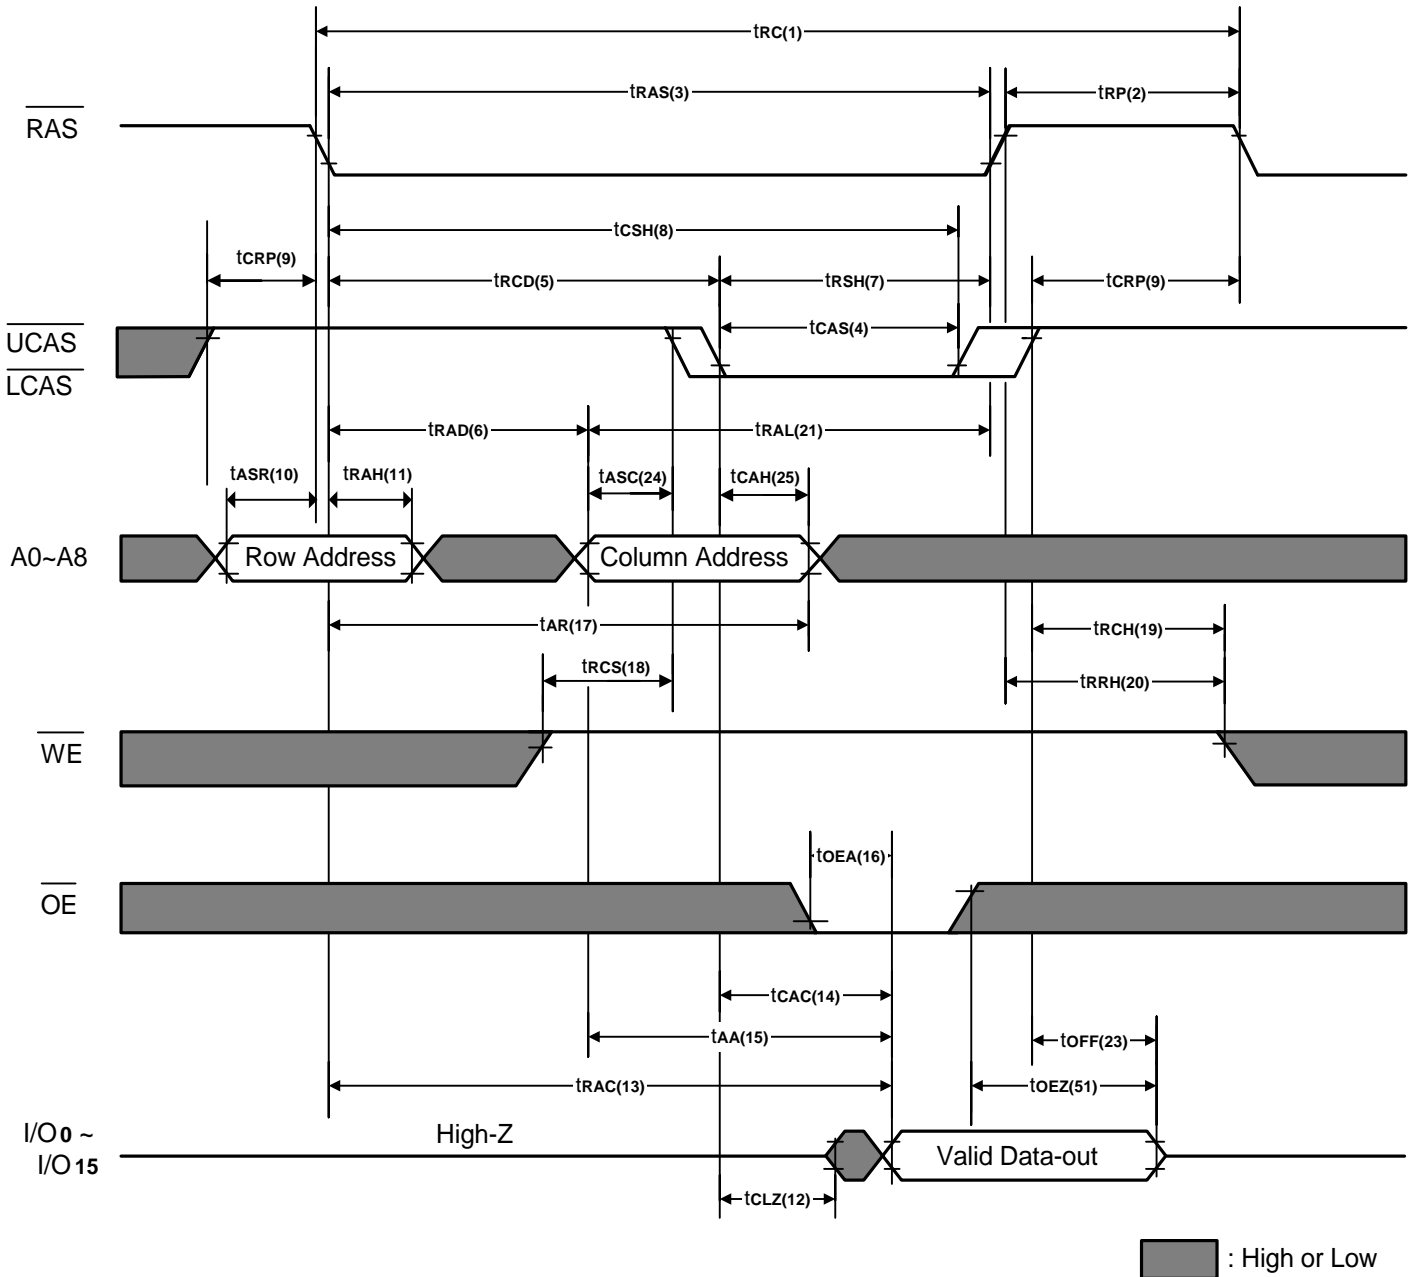 tRC(1)
tRAS(3)
tRP(2)
RAS
tCSH(8)
tCRP(9)
tRCD(5)
tRSH(7)
tCRP(9)
UCAS
LCAS
tCAS(4)
tRAD(6)
tRAL(21)
tASR(10)
tRAH(11)
tASC(24)
tCAH(25)
A0~A8
Row Address
Column Address
tAR(17)
tRCH(19)
tRCS(18)
tRRH(20)
WE
tOEA(16)
OE
tCAC(14)
tAA(15)
tOFF(23)
tRAC(13)
tOEZ(51)
I/O0 ~
I/O15
High-Z
Valid Data-out
tCLZ(12)
: High or Low